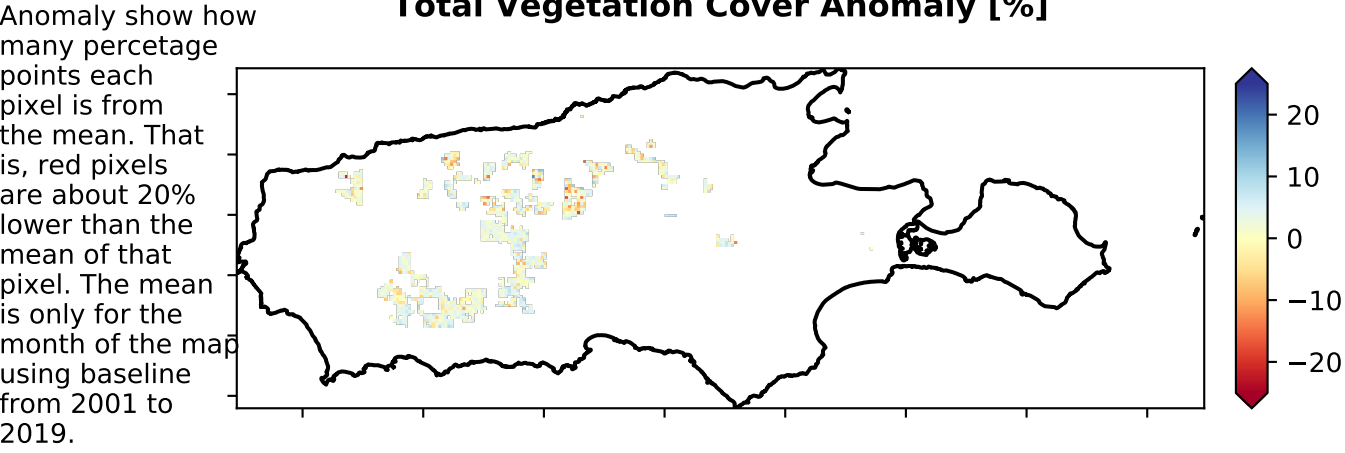 Total Vegetation Cover Anomaly [%]
Anomaly show how
many percetage
points each
pixel is from
the mean. That
is, red pixels
are about 20%
lower than the
mean of that
pixel. The mean
is only for the
month of the map
using baseline
from 2001 to
2019.
20
10
0
−10
−20